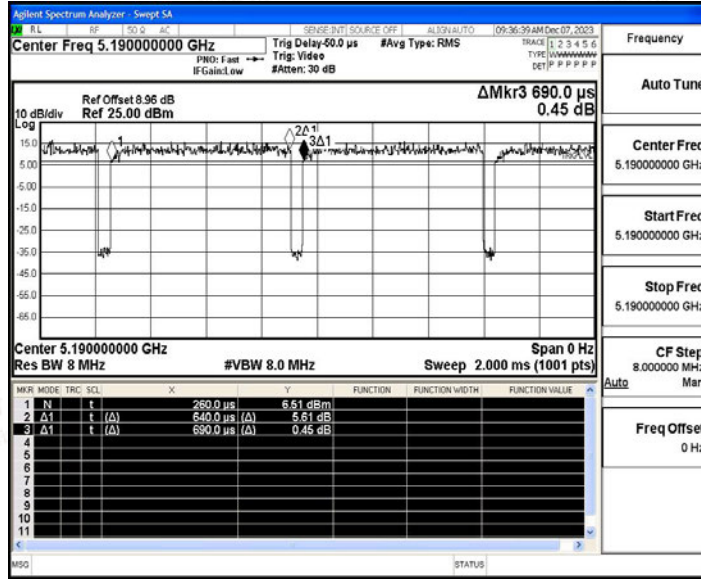 Agilent Spectrum Analyzer - Swept SA
RL RF 50 Ω AC SENSE:INT SOURCE OFF ALIGNAUTO 09:36:39 AM Dec 07, 2023
Center Freq 5.190000000 GHz
PNO: Fast
IFGain:Low
Trig Delay-50.0 µs
Trig: Video
#Atten: 30 dB
#Avg Type: RMS
TRACE 1 2 3 4 5 6
TYPE WWWWWW
DET P P P P P P
Ref Offset 8.96 dB
10 dB/div Ref 25.00 dBm
Log
ΔMkr3 690.0 µs
0.45 dB
15.0
5.00
-5.00
-15.0
-25.0
-35.0
-45.0
-55.0
-65.0
1
2Δ1
3Δ1
TRIG LVL
Center 5.190000000 GHz Span 0 Hz
Res BW 8 MHz #VBW 8.0 MHz Sweep 2.000 ms (1001 pts)
MKR MODE TRC SCL X Y FUNCTION FUNCTION WIDTH FUNCTION VALUE
1 N t 260.0 µs 6.51 dBm
2 Δ1 t (Δ) 640.0 µs (Δ) 5.61 dB
3 Δ1 t (Δ) 690.0 µs (Δ) 0.45 dB
4
5
6
7
8
9
10
11
MSG STATUS
Frequency
Auto Tune
Center Freq
5.190000000 GHz
Start Freq
5.190000000 GHz
Stop Freq
5.190000000 GHz
CF Step
8.000000 MHz
Auto Man
Freq Offset
0 Hz